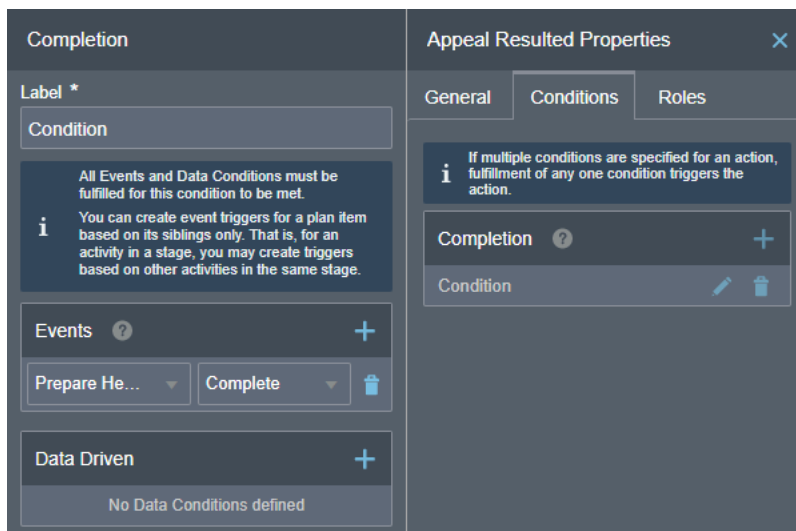 Completion
Label *
Condition
i
All Events and Data Conditions must be
fulfilled for this condition to be met.
You can create event triggers for a plan item
based on its siblings only. That is, for an
activity in a stage, you may create triggers
based on other activities in the same stage.
Events ?
Prepare He... Complete
Data Driven
No Data Conditions defined
Appeal Resulted Properties
General Conditions Roles
i
If multiple conditions are specified for an action,
fulfillment of any one condition triggers the
action.
Completion ?
Condition